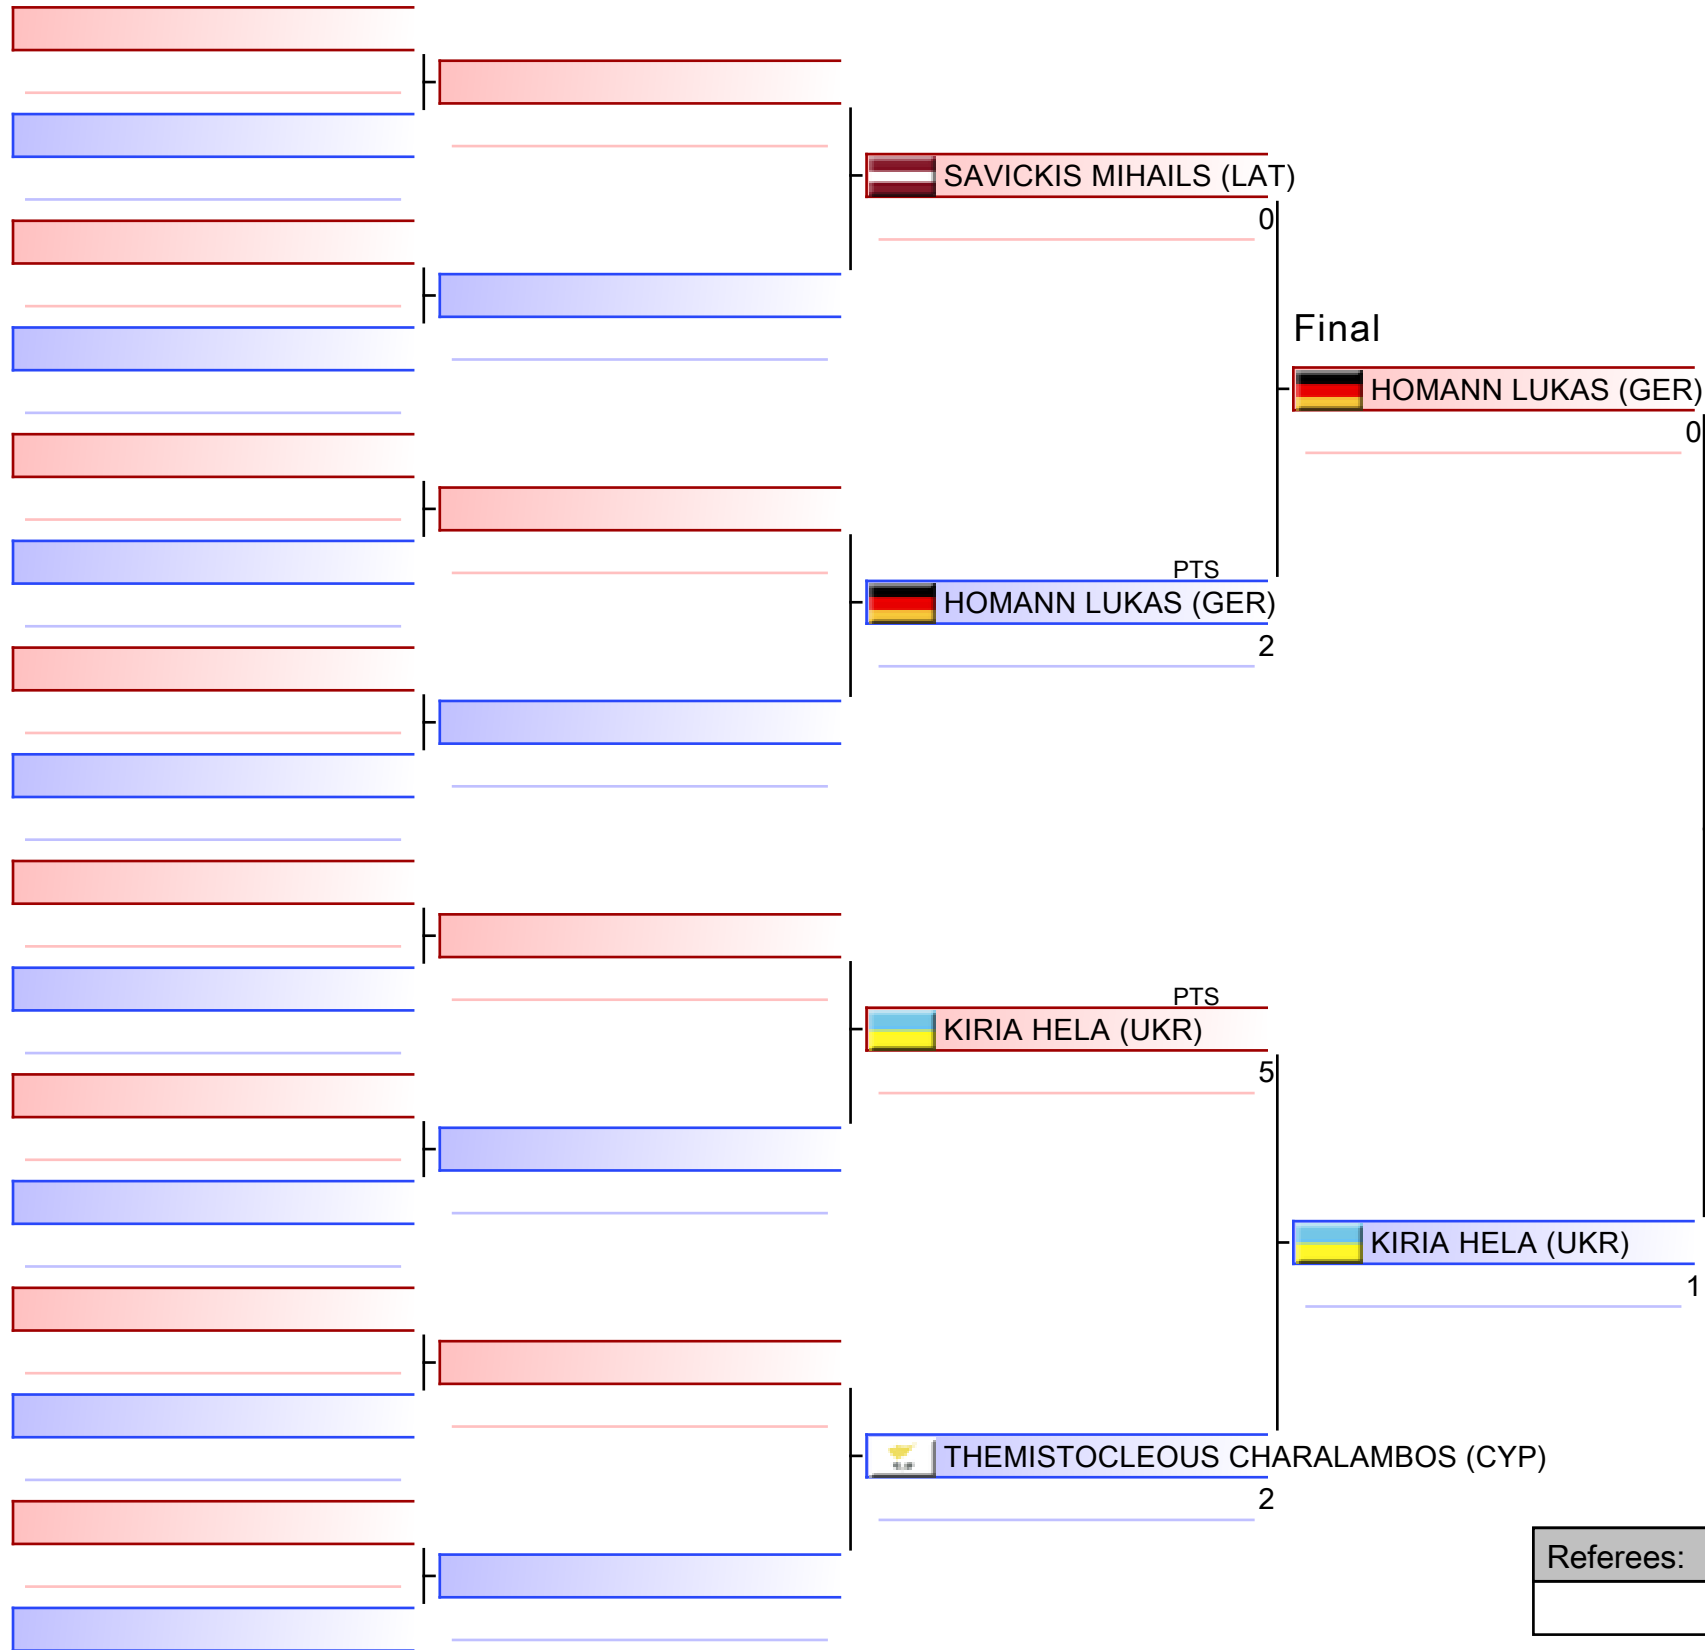 SAVICKIS MIHAILS (LAT)
0
Final
HOMANN LUKAS (GER)
0
PTS
HOMANN LUKAS (GER)
2
PTS
KIRIA HELA (UKR)
5
KIRIA HELA (UKR)
1
THEMISTOCLEOUS CHARALAMBOS (CYP)
2
Referees: